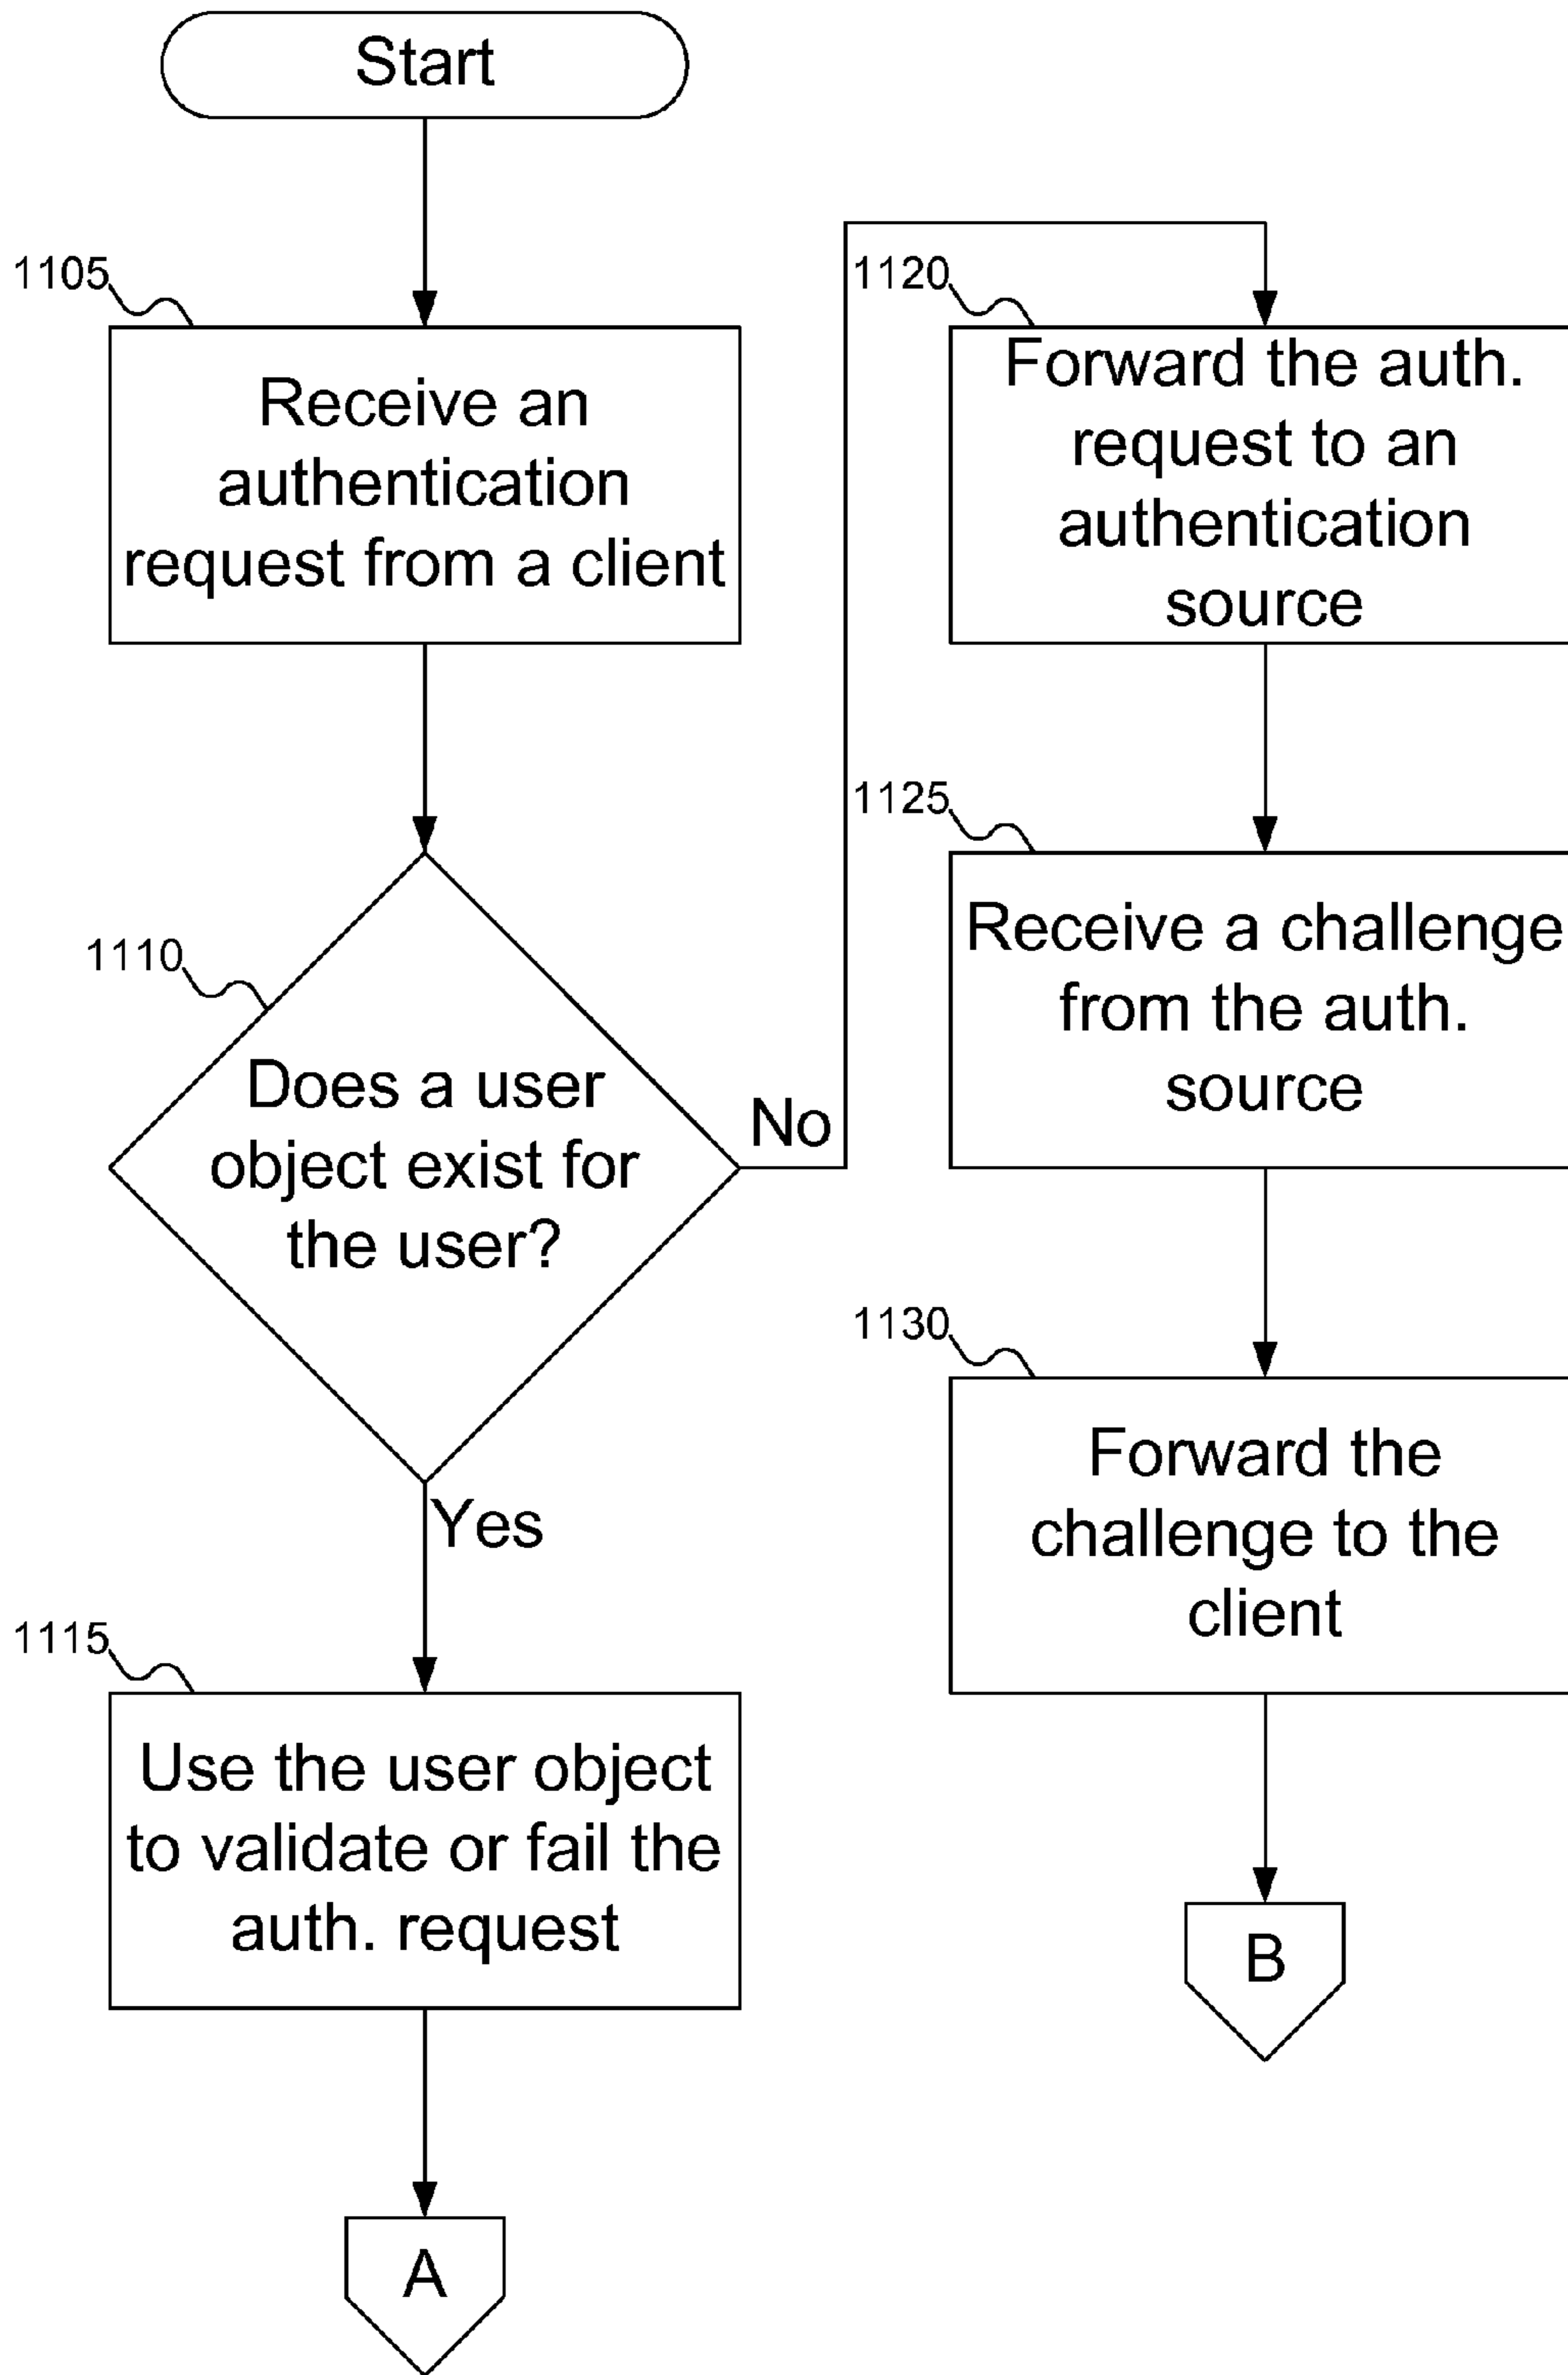 Start
1105
Receive an
authentication
request from a client
1110
Does a user
object exist for
the user?
No
Yes
1115
Use the user object
to validate or fail the
auth. request
A
1120
Forward the auth.
request to an
authentication
source
1125
Receive a challenge
from the auth.
source
1130
Forward the
challenge to the
client
B